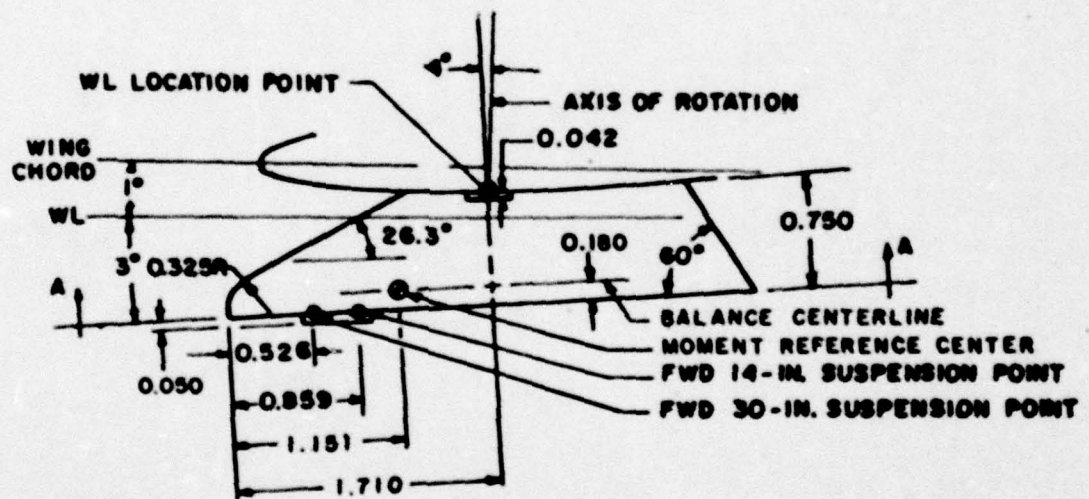 4°
WL LOCATION POINT
AXIS OF ROTATION
0.042
WING
CHORD
1°
WL
26.3°
0.180
0.750
3°
0.325R
60°
A
A
BALANCE CENTERLINE
MOMENT REFERENCE CENTER
0.526
FWD 14-IN. SUSPENSION POINT
0.050
0.859
FWD 30-IN. SUSPENSION POINT
1.151
1.710